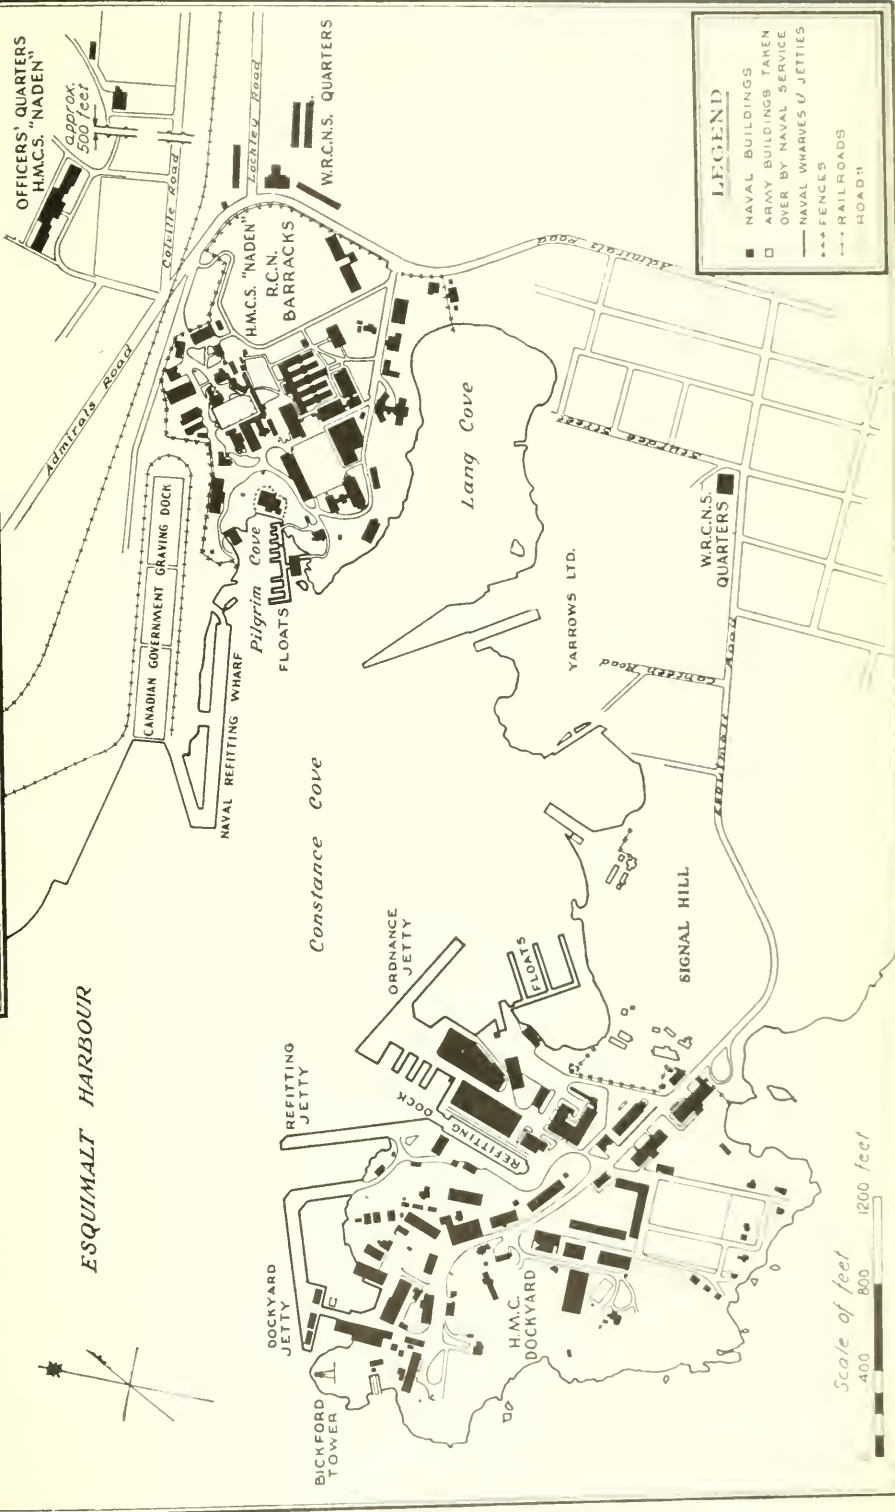 OFFICERS' QUARTERS
H.M.C.S. "NADEN"
approx.
500 feet
Colville Road
Lockley Road
W.R.C.N.S. QUARTERS
Admirals Road
H.M.C.S. "NADEN"
R.C.N.
BARRACKS
Admirals Road
CANADIAN GOVERNMENT GRAVING DOCK
Pilgrim Cove
FLOATS
NAVAL REFITTING WHARF
Lang Cove
Sturdee Street
W.R.C.N.S.
QUARTERS
YARROWS LTD.
Road
Constance Cove
ESQUIMALT HARBOUR
ORDNANCE
JETTY
FLOATS
SIGNAL HILL
REFITTING
JETTY
REFITTING DOCK
DOCKYARD
JETTY
H.M.C.
DOCKYARD
BICKFORD
TOWER
LEGEND
NAVAL BUILDINGS
ARMY BUILDINGS TAKEN
OVER BY NAVAL SERVICE
NAVAL WHARVES & JETTIES
FENCES
RAILROADS
ROADS
Scale of feet
400 800 1200 feet